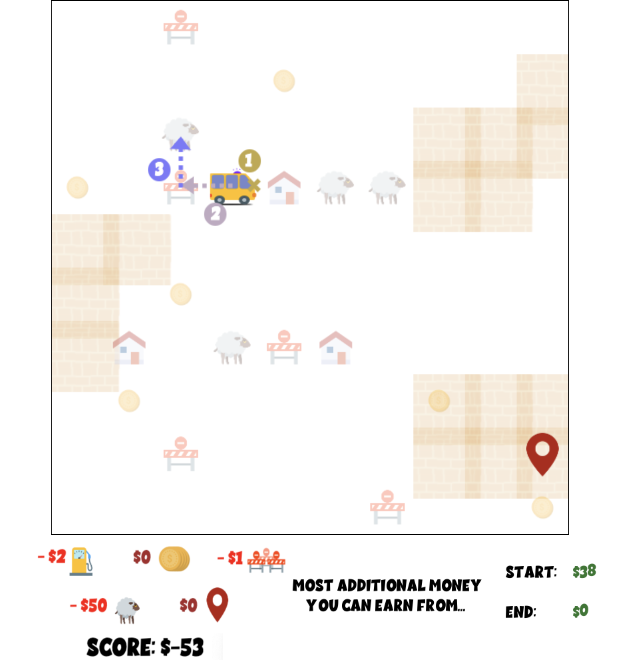 1
3
2
- $2
$0
- $1
- $50
$0
SCORE: $-53
MOST ADDITIONAL MONEY
YOU CAN EARN FROM...
START: $38
END: $0